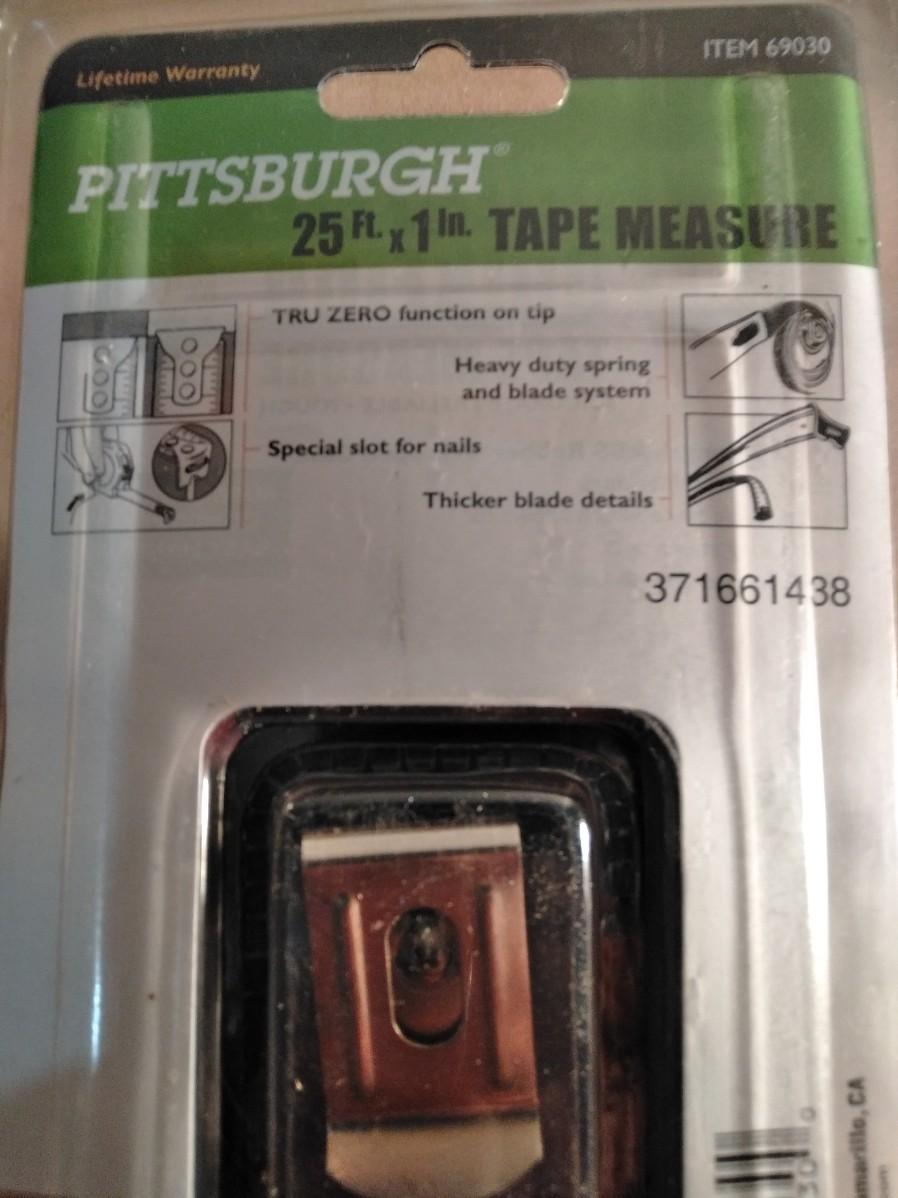 Lifetime Warranty
ITEM 69030
PITTSBURGH®
25 Ft. x 1 In. TAPE MEASURE
TRU ZERO function on tip
Heavy duty spring
and blade system
Special slot for nails
Thicker blade details
371661438
marillo, CA